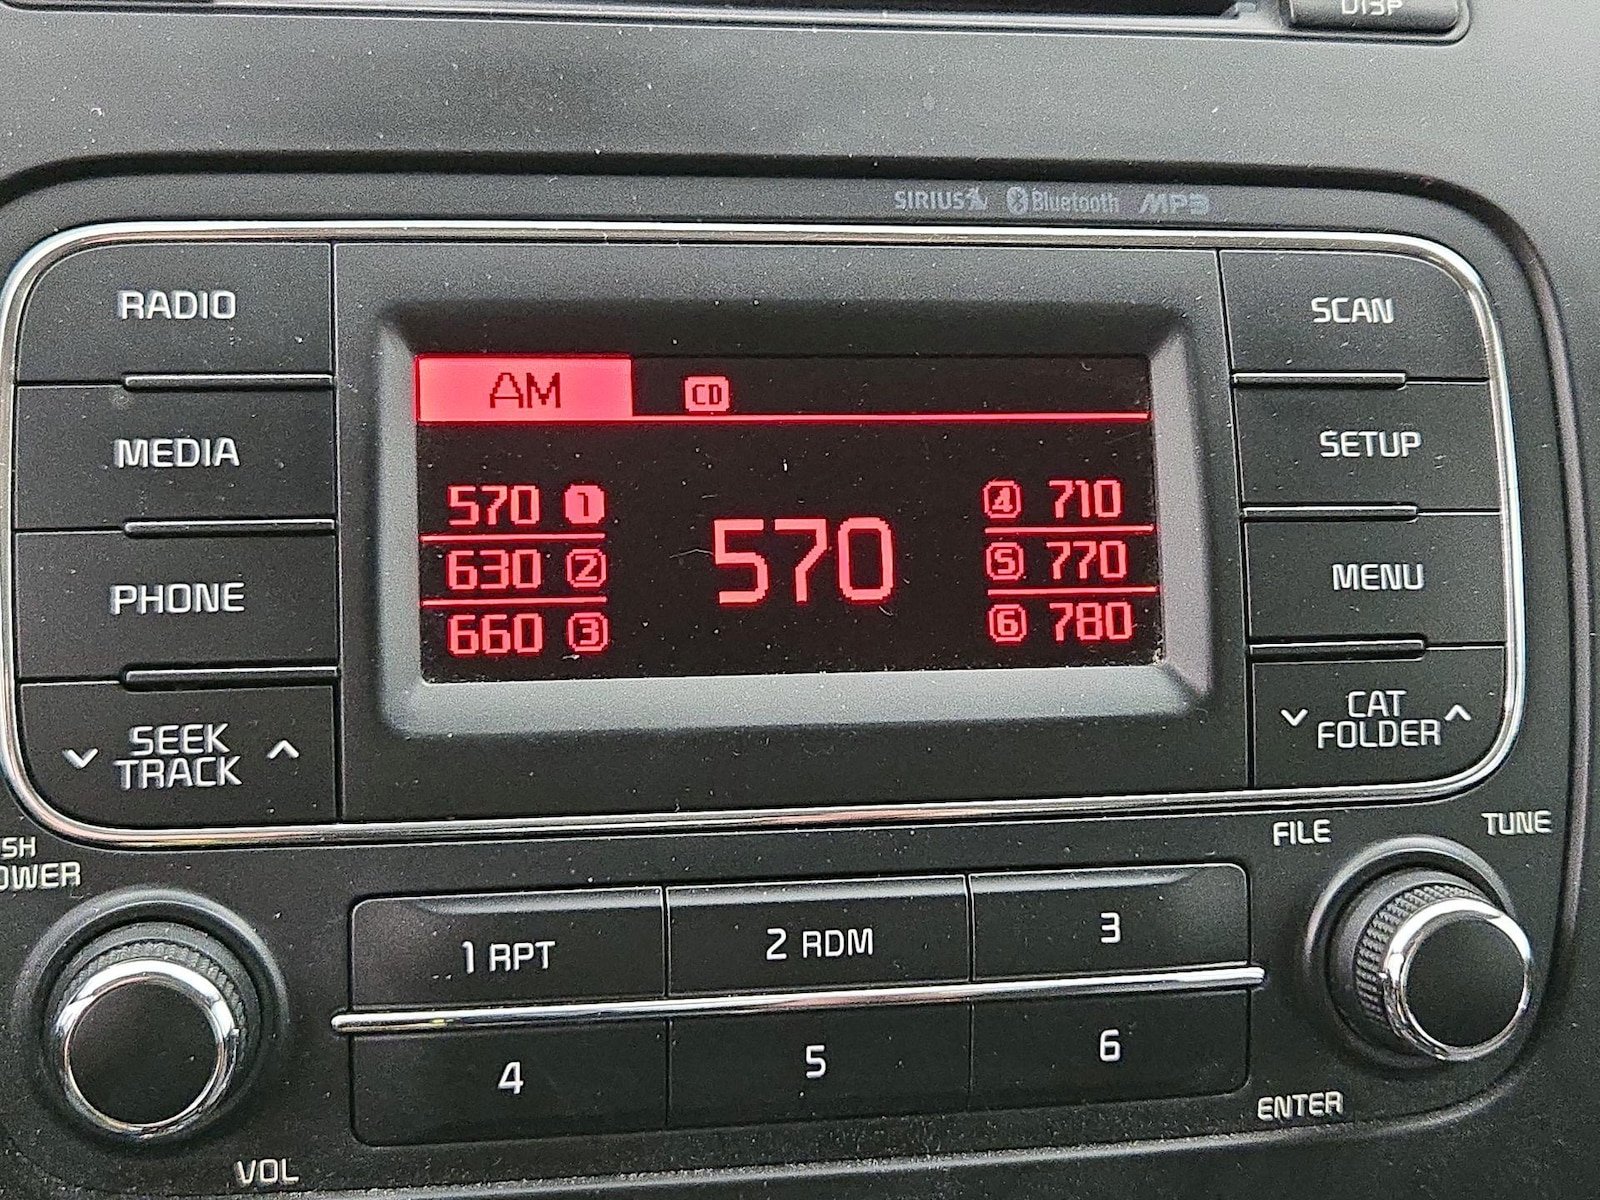 DISP
SIRIUS Bluetooth MP3
RADIO
MEDIA
PHONE
SEEK
TRACK
AM CD
570 1
630 2
660 3
570
4 710
5 770
6 780
SCAN
SETUP
MENU
CAT
FOLDER
SH
OWER
VOL
1 RPT
2 RDM
3
4
5
6
FILE
TUNE
ENTER